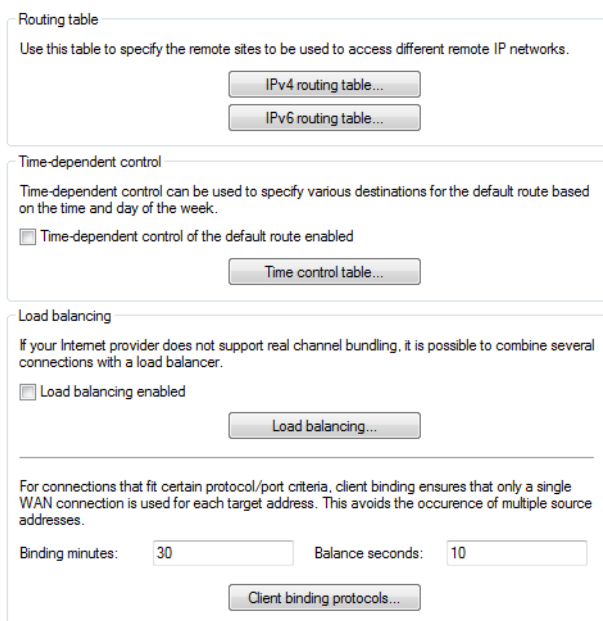 Routing table
Use this table to specify the remote sites to be used to access different remote IP networks.
IPv4 routing table...
IPv6 routing table...
Time-dependent control
Time-dependent control can be used to specify various destinations for the default route based
on the time and day of the week.
Time-dependent control of the default route enabled
Time control table...
Load balancing
If your Internet provider does not support real channel bundling, it is possible to combine several
connections with a load balancer.
Load balancing enabled
Load balancing...
For connections that fit certain protocol/port criteria, client binding ensures that only a single
WAN connection is used for each target address. This avoids the occurence of multiple source
addresses.
Binding minutes: 30 Balance seconds: 10
Client binding protocols...